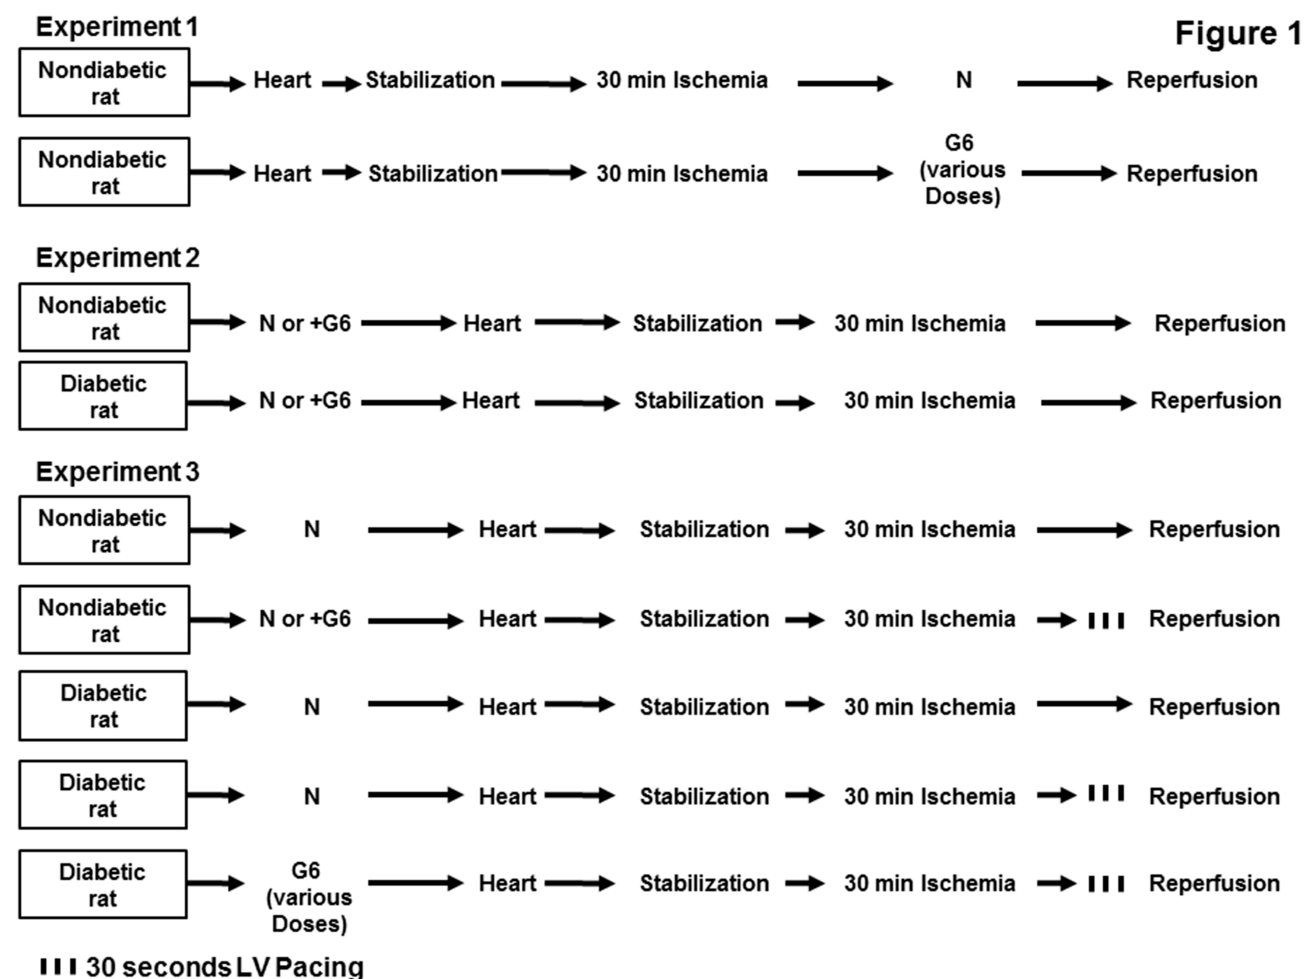 Figure 1
Experiment 1
Nondiabetic
rat
Heart
Stabilization
30 min Ischemia
N
Reperfusion
Nondiabetic
rat
Heart
Stabilization
30 min Ischemia
G6
(various
Doses)
Reperfusion
Experiment 2
Nondiabetic
rat
N or +G6
Heart
Stabilization
30 min Ischemia
Reperfusion
Diabetic
rat
N or +G6
Heart
Stabilization
30 min Ischemia
Reperfusion
Experiment 3
Nondiabetic
rat
N
Heart
Stabilization
30 min Ischemia
Reperfusion
Nondiabetic
rat
N or +G6
Heart
Stabilization
30 min Ischemia
Reperfusion
Diabetic
rat
N
Heart
Stabilization
30 min Ischemia
Reperfusion
Diabetic
rat
N
Heart
Stabilization
30 min Ischemia
Reperfusion
Diabetic
rat
G6
(various
Doses)
Heart
Stabilization
30 min Ischemia
Reperfusion
30 seconds LV Pacing